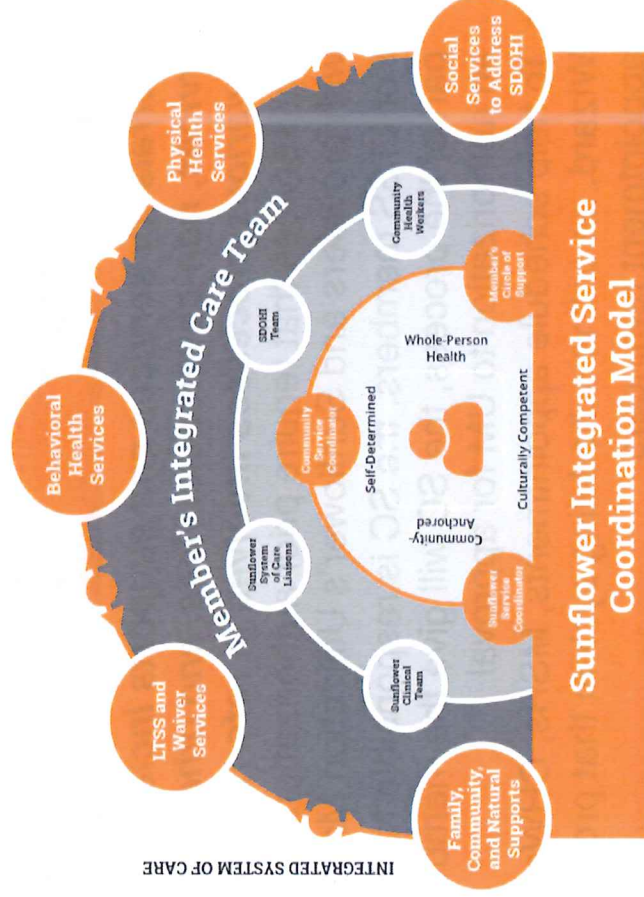 INTEGRATED SYSTEM OF CARE
Family,
Community,
and Natural
Supports
LTSS and
Waiver
Services
Behavioral
Health
Services
Physical
Health
Services
Social
Services
to Address
SDOHI
Member's Integrated Care Team
Sunflower
Clinical
Team
Sunflower
System
of Care
Liaisons
SDOHI
Team
Community
Health
Workers
Sunflower
Service
Coordinator
Community
Service
Coordinator
Member's
Circle of
Support
Self-Determined
Community-
Anchored
Whole-Person
Health
Culturally Competent
Sunflower Integrated Service
Coordination Model